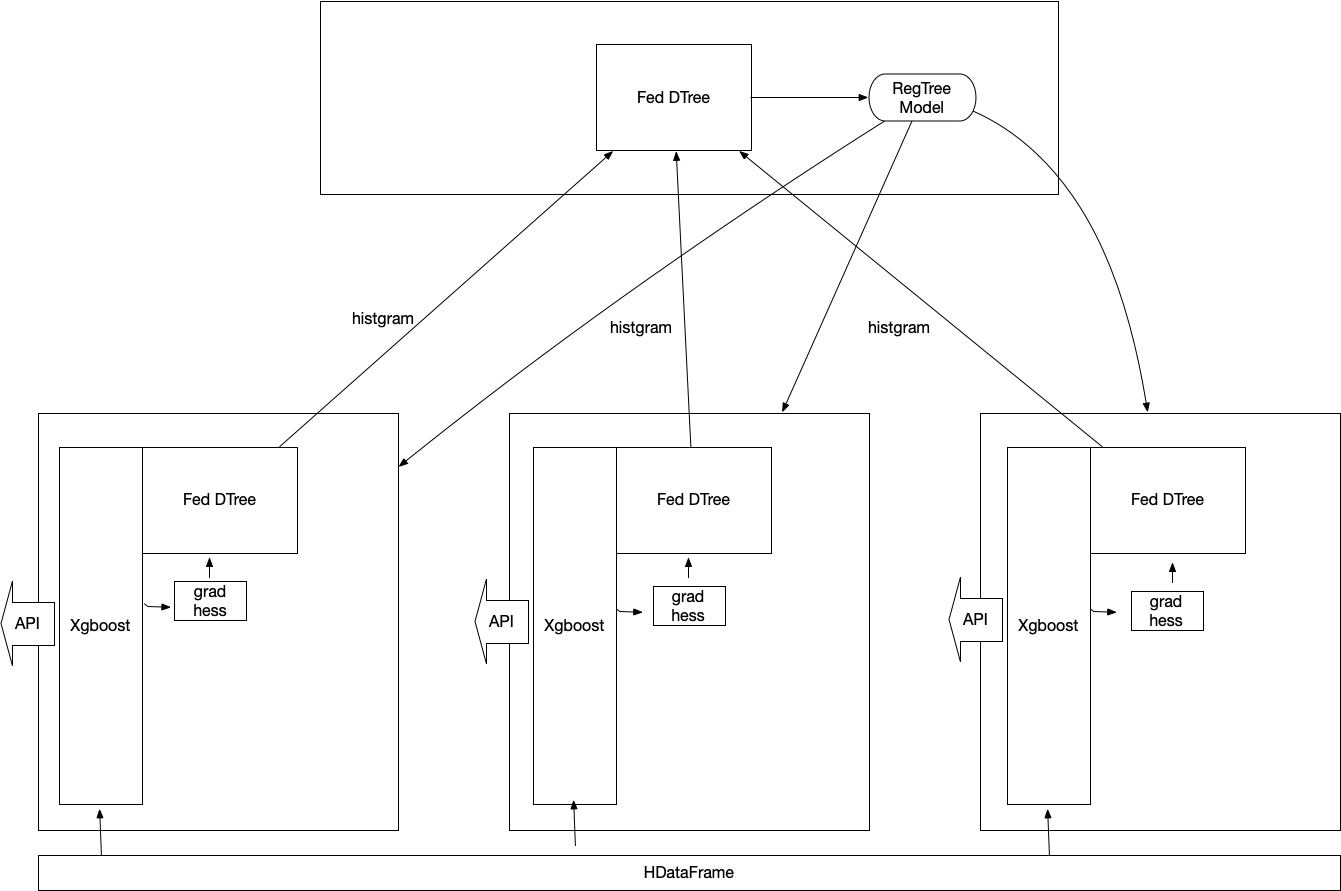 Fed DTree
RegTree
Model
histgram
histgram
histgram
Fed DTree
Fed DTree
Fed DTree
grad
hess
grad
hess
grad
hess
API
Xgboost
API
Xgboost
API
Xgboost
HDataFrame